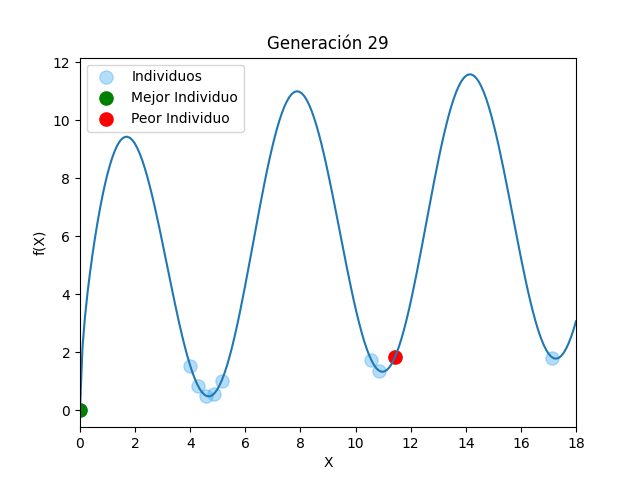 Generación 29
Individuos
Mejor Individuo
Peor Individuo
12
10
8
6
4
2
0
f(X)
0 2 4 6 8 10 12 14 16 18
X